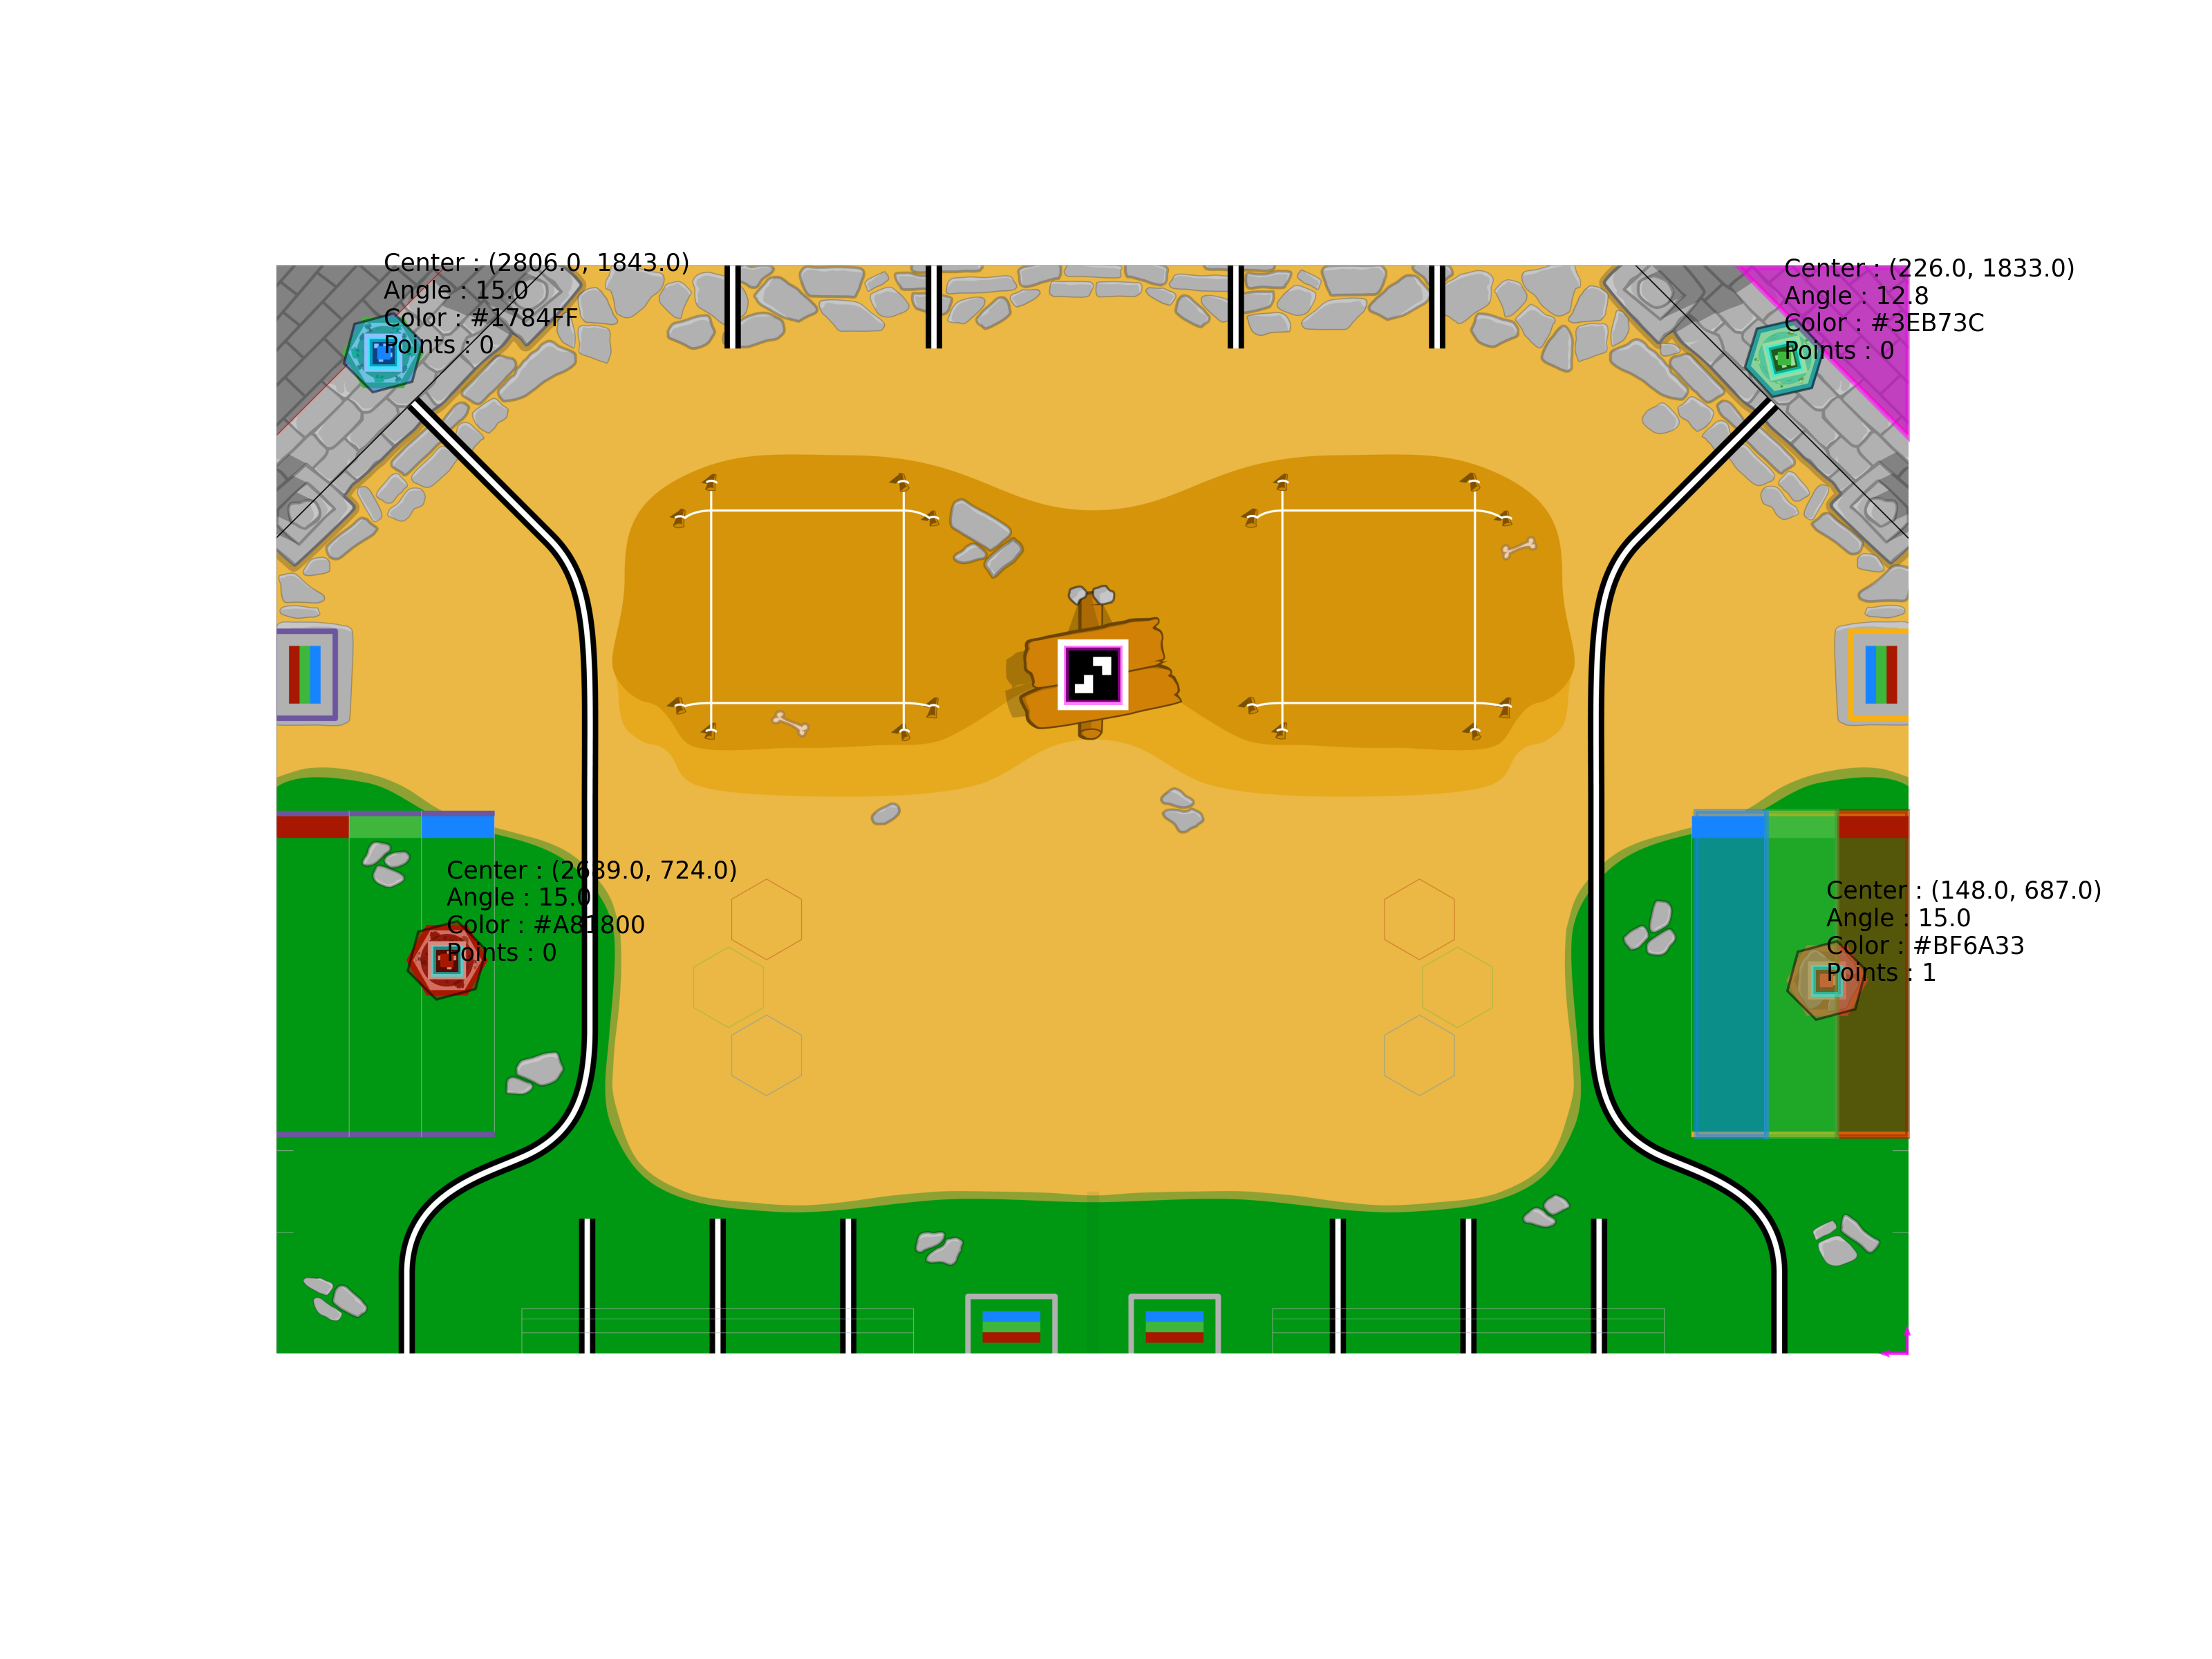 Center : (2806.0, 1843.0)
Angle : 15.0
Color : #1784FF
Points : 0
Center : (226.0, 1833.0)
Angle : 12.8
Color : #3EB73C
Points : 0
Center : (2689.0, 724.0)
Angle : 15.0
Color : #A81800
Points : 0
Center : (148.0, 687.0)
Angle : 15.0
Color : #BF6A33
Points : 1